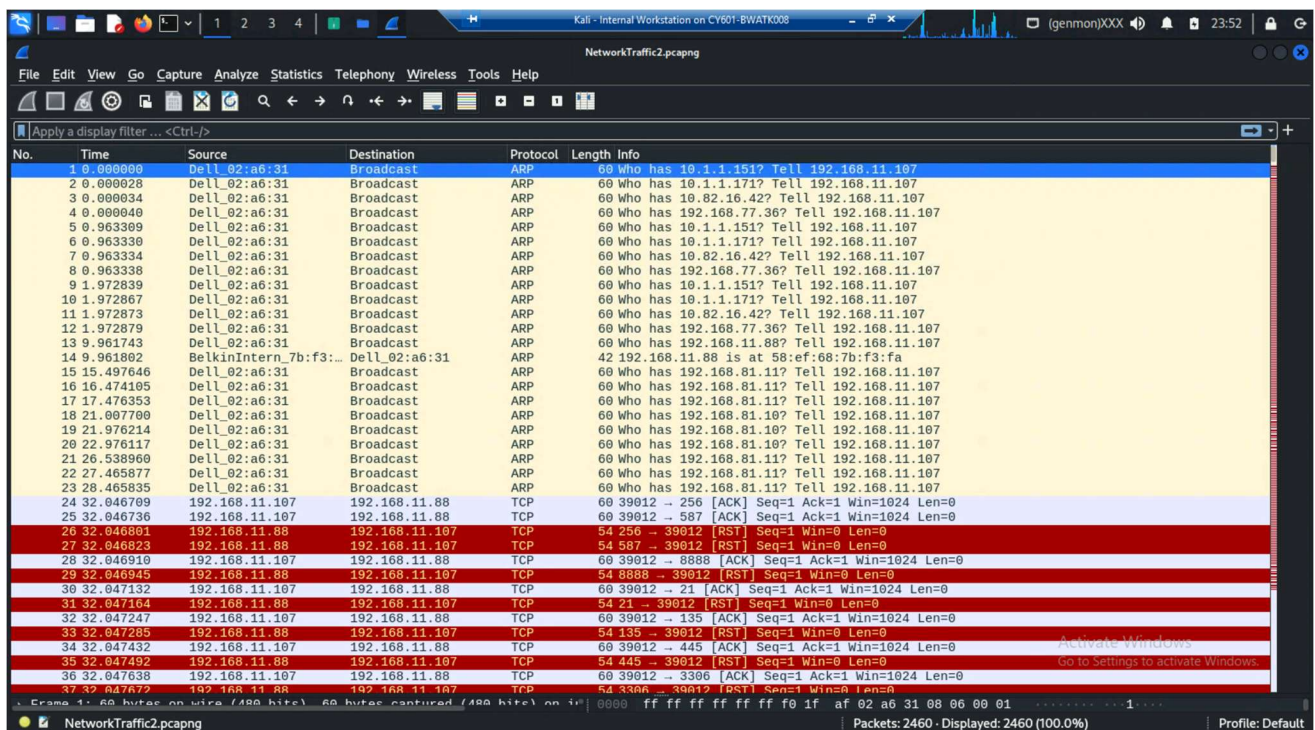 1 2 3 4 Kali - Internal Workstation on CY601-BWATK008 (genmon)XXX 23:52
NetworkTraffic2.pcapng
File Edit View Go Capture Analyze Statistics Telephony Wireless Tools Help
Apply a display filter ... <Ctrl-/>
No. Time Source Destination Protocol Length Info
1 0.000000 Dell_02:a6:31 Broadcast ARP 60 Who has 10.1.1.151? Tell 192.168.11.107
2 0.000028 Dell_02:a6:31 Broadcast ARP 60 Who has 10.1.1.171? Tell 192.168.11.107
3 0.000034 Dell_02:a6:31 Broadcast ARP 60 Who has 10.82.16.42? Tell 192.168.11.107
4 0.000040 Dell_02:a6:31 Broadcast ARP 60 Who has 192.168.77.36? Tell 192.168.11.107
5 0.963309 Dell_02:a6:31 Broadcast ARP 60 Who has 10.1.1.151? Tell 192.168.11.107
6 0.963330 Dell_02:a6:31 Broadcast ARP 60 Who has 10.1.1.171? Tell 192.168.11.107
7 0.963334 Dell_02:a6:31 Broadcast ARP 60 Who has 10.82.16.42? Tell 192.168.11.107
8 0.963338 Dell_02:a6:31 Broadcast ARP 60 Who has 192.168.77.36? Tell 192.168.11.107
9 1.972839 Dell_02:a6:31 Broadcast ARP 60 Who has 10.1.1.151? Tell 192.168.11.107
10 1.972867 Dell_02:a6:31 Broadcast ARP 60 Who has 10.1.1.171? Tell 192.168.11.107
11 1.972873 Dell_02:a6:31 Broadcast ARP 60 Who has 10.82.16.42? Tell 192.168.11.107
12 1.972879 Dell_02:a6:31 Broadcast ARP 60 Who has 192.168.77.36? Tell 192.168.11.107
13 9.961743 Dell_02:a6:31 Broadcast ARP 60 Who has 192.168.11.88? Tell 192.168.11.107
14 9.961802 BelkinIntern_7b:f3:… Dell_02:a6:31 ARP 42 192.168.11.88 is at 58:ef:68:7b:f3:fa
15 15.497646 Dell_02:a6:31 Broadcast ARP 60 Who has 192.168.81.11? Tell 192.168.11.107
16 16.474105 Dell_02:a6:31 Broadcast ARP 60 Who has 192.168.81.11? Tell 192.168.11.107
17 17.476353 Dell_02:a6:31 Broadcast ARP 60 Who has 192.168.81.11? Tell 192.168.11.107
18 21.007700 Dell_02:a6:31 Broadcast ARP 60 Who has 192.168.81.10? Tell 192.168.11.107
19 21.976214 Dell_02:a6:31 Broadcast ARP 60 Who has 192.168.81.10? Tell 192.168.11.107
20 22.976117 Dell_02:a6:31 Broadcast ARP 60 Who has 192.168.81.10? Tell 192.168.11.107
21 26.538960 Dell_02:a6:31 Broadcast ARP 60 Who has 192.168.81.11? Tell 192.168.11.107
22 27.465877 Dell_02:a6:31 Broadcast ARP 60 Who has 192.168.81.11? Tell 192.168.11.107
23 28.465835 Dell_02:a6:31 Broadcast ARP 60 Who has 192.168.81.11? Tell 192.168.11.107
24 32.046709 192.168.11.107 192.168.11.88 TCP 60 39012 → 256 [ACK] Seq=1 Ack=1 Win=1024 Len=0
25 32.046736 192.168.11.107 192.168.11.88 TCP 60 39012 → 587 [ACK] Seq=1 Ack=1 Win=1024 Len=0
26 32.046801 192.168.11.88 192.168.11.107 TCP 54 256 → 39012 [RST] Seq=1 Win=0 Len=0
27 32.046823 192.168.11.88 192.168.11.107 TCP 54 587 → 39012 [RST] Seq=1 Win=0 Len=0
28 32.046910 192.168.11.107 192.168.11.88 TCP 60 39012 → 8888 [ACK] Seq=1 Ack=1 Win=1024 Len=0
29 32.046945 192.168.11.88 192.168.11.107 TCP 54 8888 → 39012 [RST] Seq=1 Win=0 Len=0
30 32.047132 192.168.11.107 192.168.11.88 TCP 60 39012 → 21 [ACK] Seq=1 Ack=1 Win=1024 Len=0
31 32.047164 192.168.11.88 192.168.11.107 TCP 54 21 → 39012 [RST] Seq=1 Win=0 Len=0
32 32.047247 192.168.11.107 192.168.11.88 TCP 60 39012 → 135 [ACK] Seq=1 Ack=1 Win=1024 Len=0
33 32.047285 192.168.11.88 192.168.11.107 TCP 54 135 → 39012 [RST] Seq=1 Win=0 Len=0
34 32.047432 192.168.11.107 192.168.11.88 TCP 60 39012 → 445 [ACK] Seq=1 Ack=1 Win=1024 Len=0
Activate Windows
35 32.047492 192.168.11.88 192.168.11.107 TCP 54 445 → 39012 [RST] Seq=1 Win=0 Len=0
Go to Settings to activate Windows.
36 32.047638 192.168.11.107 192.168.11.88 TCP 60 39012 → 3306 [ACK] Seq=1 Ack=1 Win=1024 Len=0
37 32.047672 192.168.11.88 192.168.11.107 TCP 54 3306 → 39012 [RST] Seq=1 Win=0 Len=0
Frame 1: 60 bytes on wire (480 bits), 60 bytes captured (480 bits) on 0000 ff ff ff ff ff ff f0 1f af 02 a6 31 08 06 00 01 ········ ···1····
NetworkTraffic2.pcapng Packets: 2460 · Displayed: 2460 (100.0%) Profile: Default